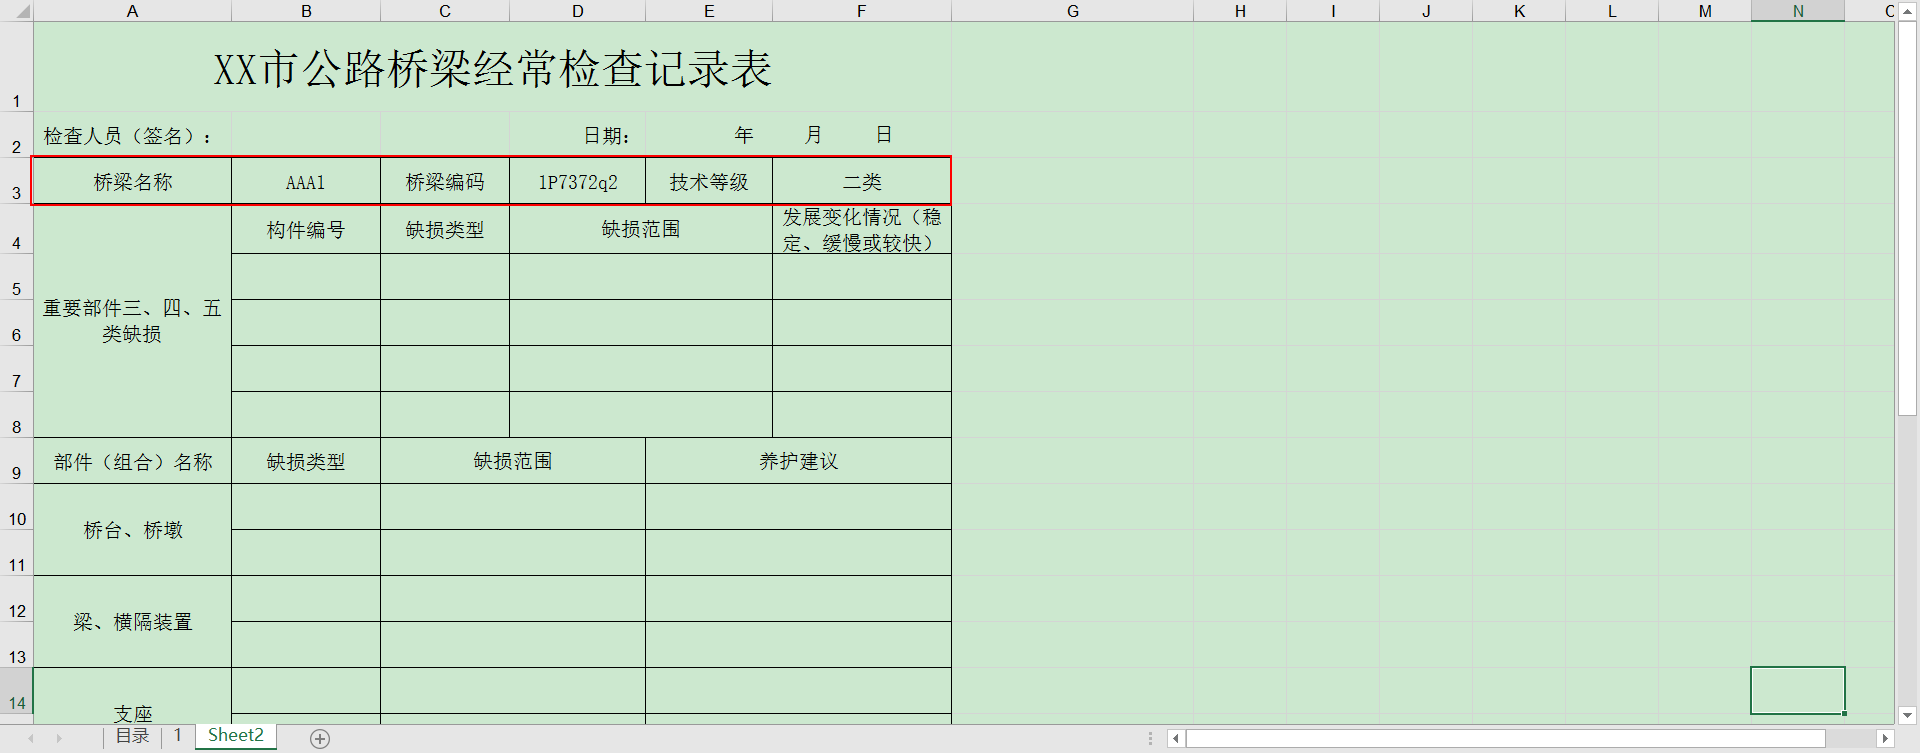 A B C D E F G H I J K L M N
1 XX市公路桥梁经常检查记录表
2 检查人员（签名）： 日期： 年 月 日
3 桥梁名称 AAA1 桥梁编码 1P7372q2 技术等级 二类
4 构件编号 缺损类型 缺损范围 发展变化情况（稳
定、缓慢或较快）
5
6 重要部件三、四、五
类缺损
7
8
9 部件（组合）名称 缺损类型 缺损范围 养护建议
10
桥台、桥墩
11
12
梁、横隔装置
13
14
支座
目录 1 Sheet2